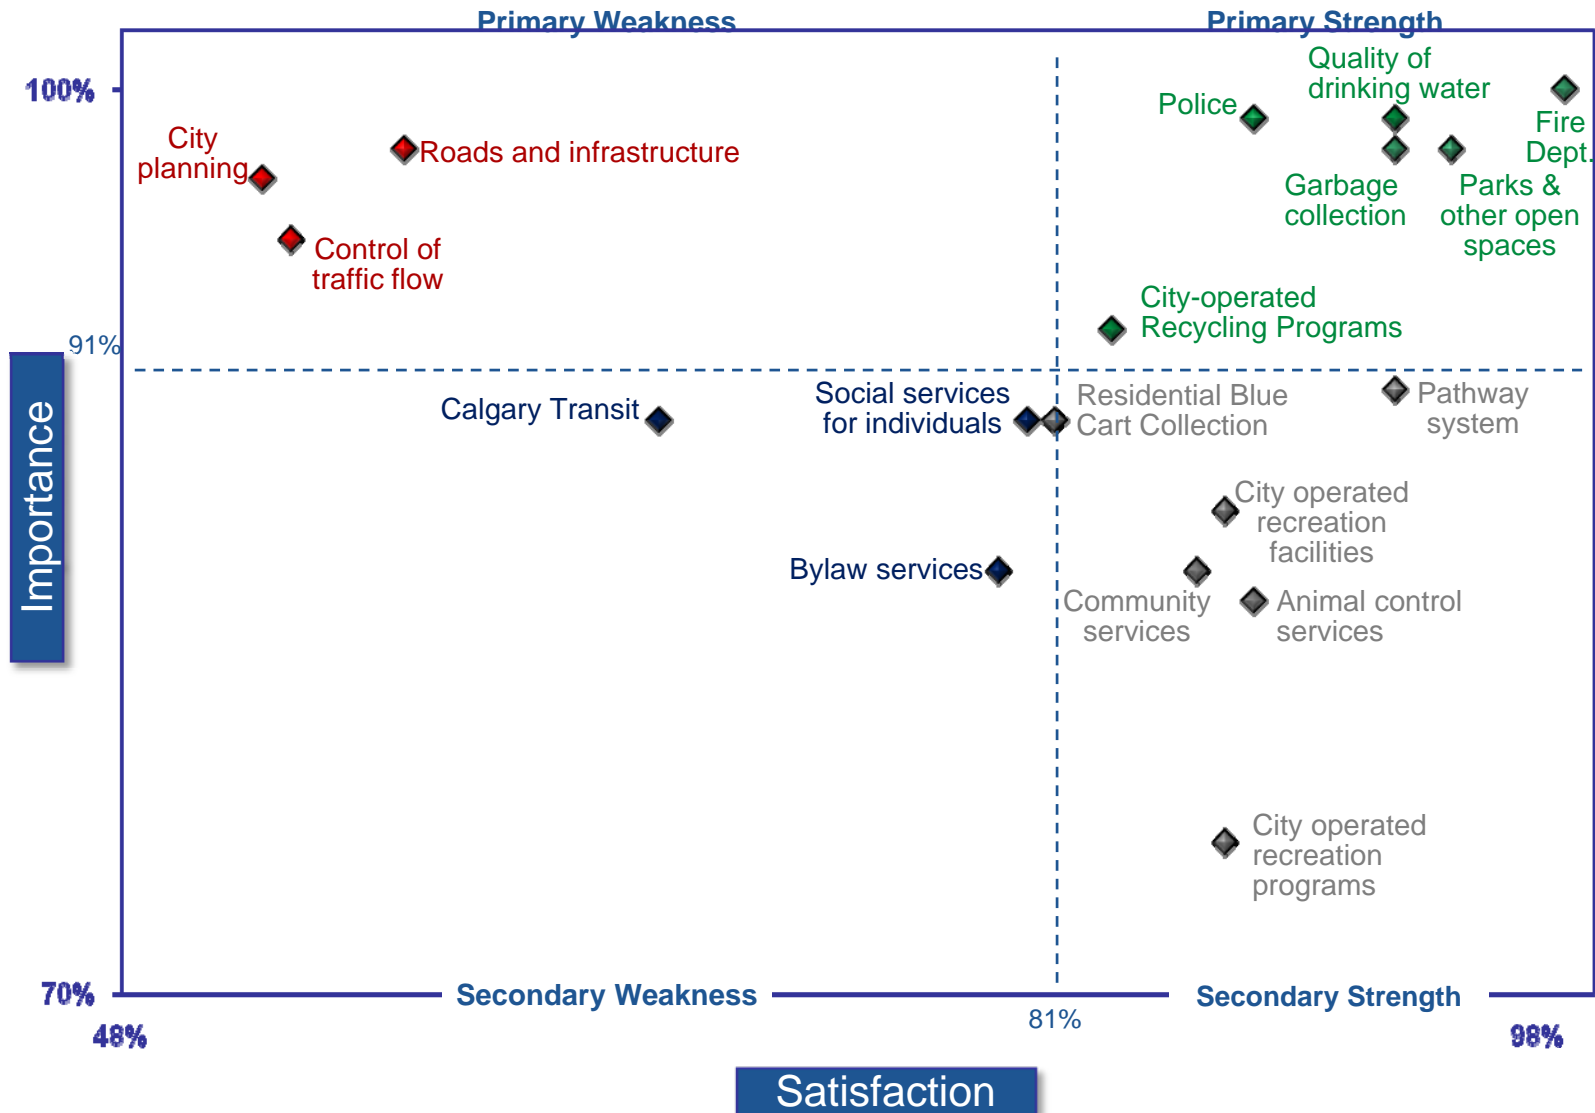 Primary Weakness
Primary Strength
100%
Quality of
drinking water
Police
Fire
Dept.
City
planning
Roads and infrastructure
Garbage
collection
Parks &
other open
spaces
Control of
traffic flow
City-operated
Recycling Programs
91%
Importance
Calgary Transit
Social services
for individuals
Residential Blue
Cart Collection
Pathway
system
City operated
recreation
facilities
Bylaw services
Community
services
Animal control
services
City operated
recreation
programs
70%
Secondary Weakness
Secondary Strength
48%
81%
98%
Satisfaction